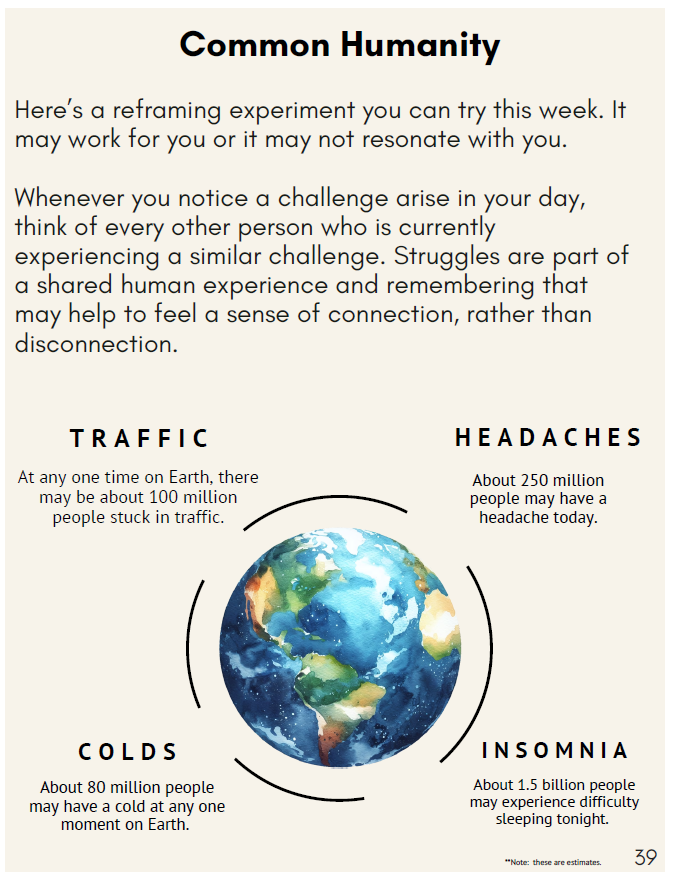 Common Humanity
Here's a reframing experiment you can try this week. It
may work for you or it may not resonate with you.
Whenever you notice a challenge arise in your day,
think of every other person who is currently
experiencing a similar challenge. Struggles are part of
a shared human experience and remembering that
may help to feel a sense of connection, rather than
disconnection.
TRAFFIC
At any one time on Earth, there
may be about 100 million
people stuck in traffic.
HEADACHES
About 250 million
people may have a
headache today.
COLDS
About 80 million people
may have a cold at any one
moment on Earth.
INSOMNIA
About 1.5 billion people
may experience difficulty
sleeping tonight.
**Note: these are estimates.
39